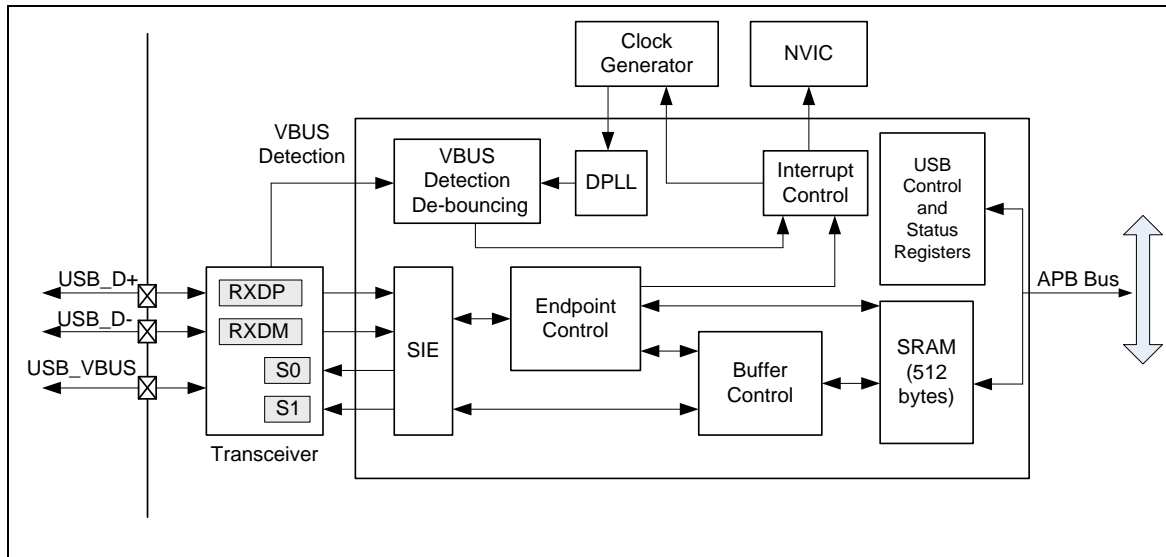 Clock
Generator
NVIC
VBUS
Detection
VBUS
Detection
De-bouncing
DPLL
Interrupt
Control
USB
Control
and
Status
Registers
USB_D+
USB_D-
USB_VBUS
RXDP
RXDM
S0
S1
Transceiver
SIE
Endpoint
Control
Buffer
Control
SRAM
(512
bytes)
APB Bus